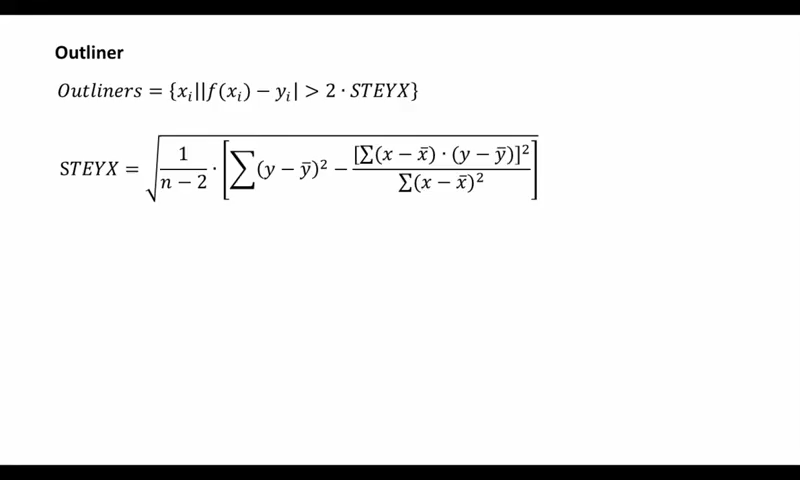 Outliner
Outliners = {x_i||f(x_i) − y_i| > 2 · STEYX}
STEYX = √(1/(n − 2) · [∑(y − ȳ)² − [∑(x − x̄) · (y − ȳ)]²/∑(x − x̄)²])